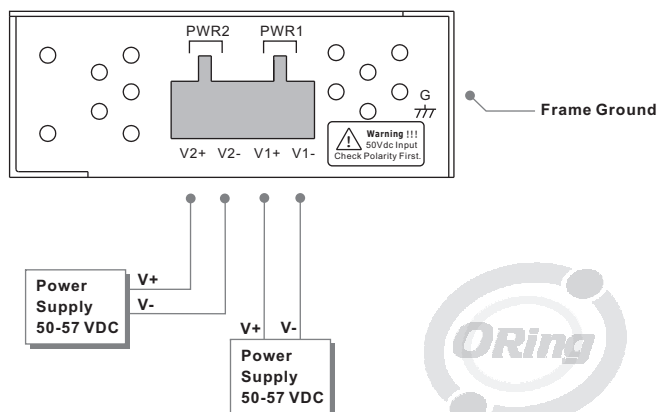 PWR2 PWR1
G
Frame Ground
Warning !!!
50Vdc Input
Check Polarity First.
V2+ V2- V1+ V1-
Power
Supply
50-57 VDC
V+
V-
V+ V-
Power
Supply
50-57 VDC
ORing